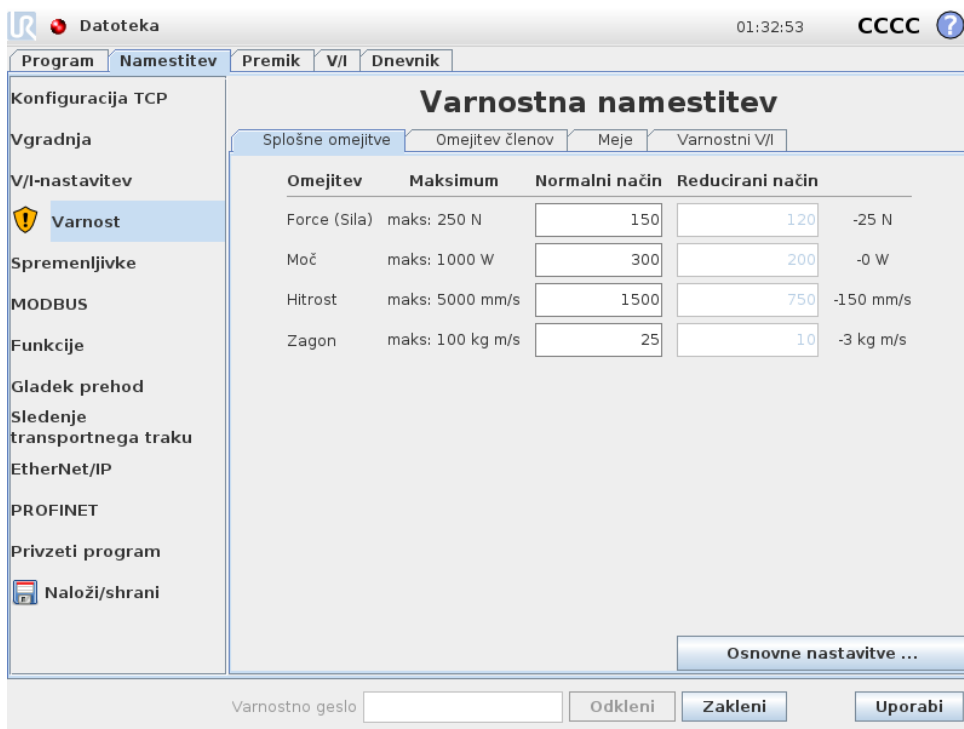 UR Datoteka 01:32:53 CCCC ?
Program Namestitev Premik V/I Dnevnik
Konfiguracija TCP
Vgradnja
V/I-nastavitev
Varnost
Spremenljivke
MODBUS
Funkcije
Gladek prehod
Sledenje
transportnega traku
EtherNet/IP
PROFINET
Privzeti program
Naloži/shrani
Varnostna namestitev
Splošne omejitve Omejitev členov Meje Varnostni V/I
Omejitev Maksimum Normalni način Reducirani način
Force (Sila) maks: 250 N 150 120 -25 N
Moč maks: 1000 W 300 200 -0 W
Hitrost maks: 5000 mm/s 1500 750 -150 mm/s
Zagon maks: 100 kg m/s 25 10 -3 kg m/s
Osnovne nastavitve ...
Varnostno geslo Odkleni Zakleni Uporabi